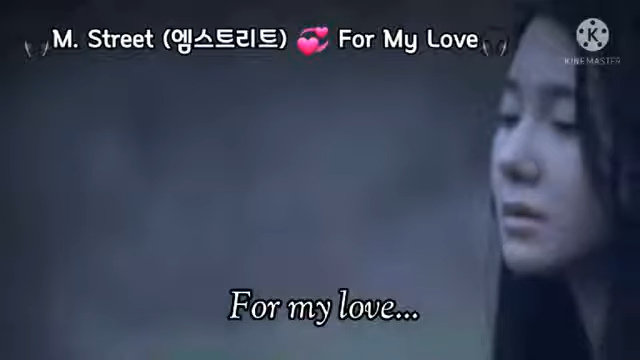 M. Street (엠스트리트) 💞 For My Love
K
KINEMASTER
For my love...